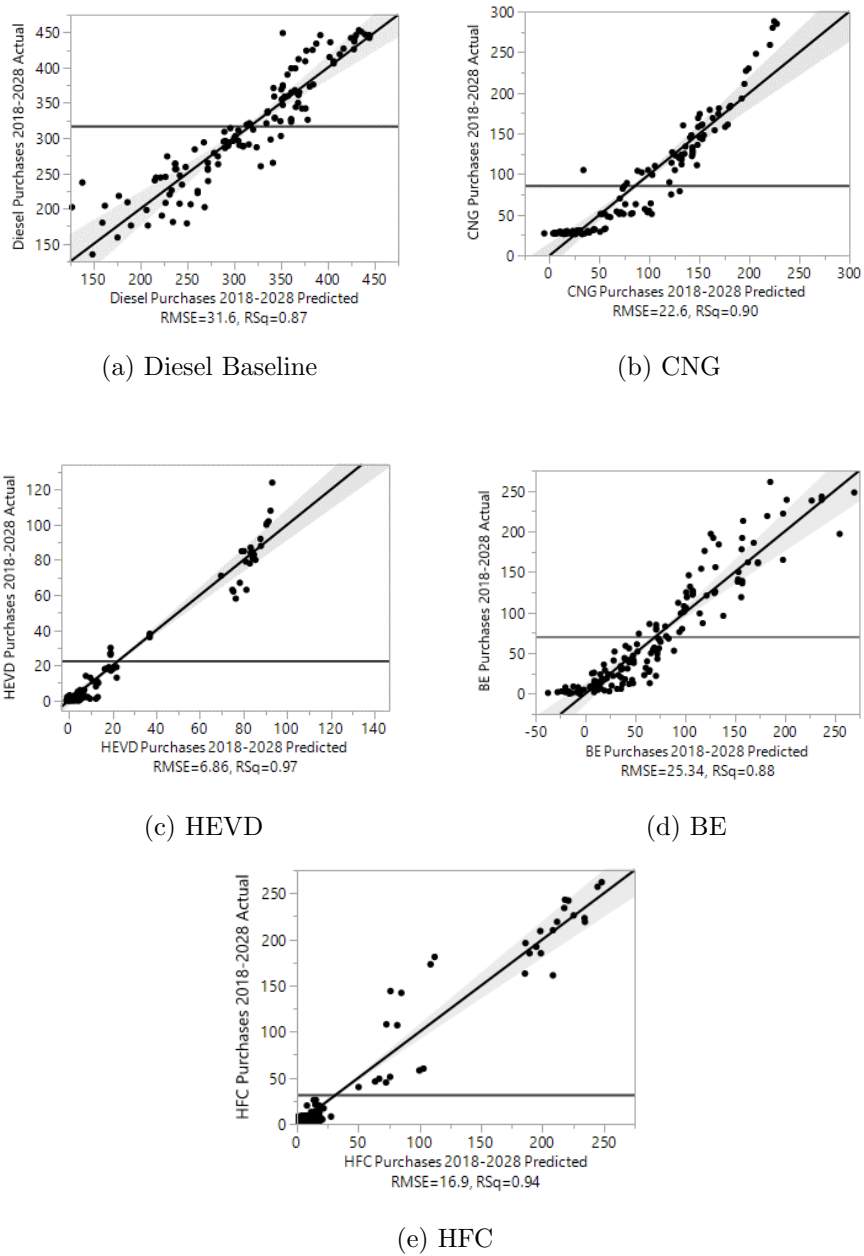 450
400
350
300
250
200
150
Diesel Purchases 2018-2028 Actual
150 200 250 300 350 400 450
Diesel Purchases 2018-2028 Predicted
RMSE=31.6, RSq=0.87
(a) Diesel Baseline
300
250
200
150
100
50
0
CNG Purchases 2018-2028 Actual
0 50 100 150 200 250 300
CNG Purchases 2018-2028 Predicted
RMSE=22.6, RSq=0.90
(b) CNG
120
100
80
60
40
20
0
HEVD Purchases 2018-2028 Actual
0 20 40 60 80 100 120 140
HEVD Purchases 2018-2028 Predicted
RMSE=6.86, RSq=0.97
(c) HEVD
250
200
150
100
50
0
BE Purchases 2018-2028 Actual
-50 0 50 100 150 200 250
BE Purchases 2018-2028 Predicted
RMSE=25.34, RSq=0.88
(d) BE
250
200
150
100
50
0
HFC Purchases 2018-2028 Actual
0 50 100 150 200 250
HFC Purchases 2018-2028 Predicted
RMSE=16.9, RSq=0.94
(e) HFC